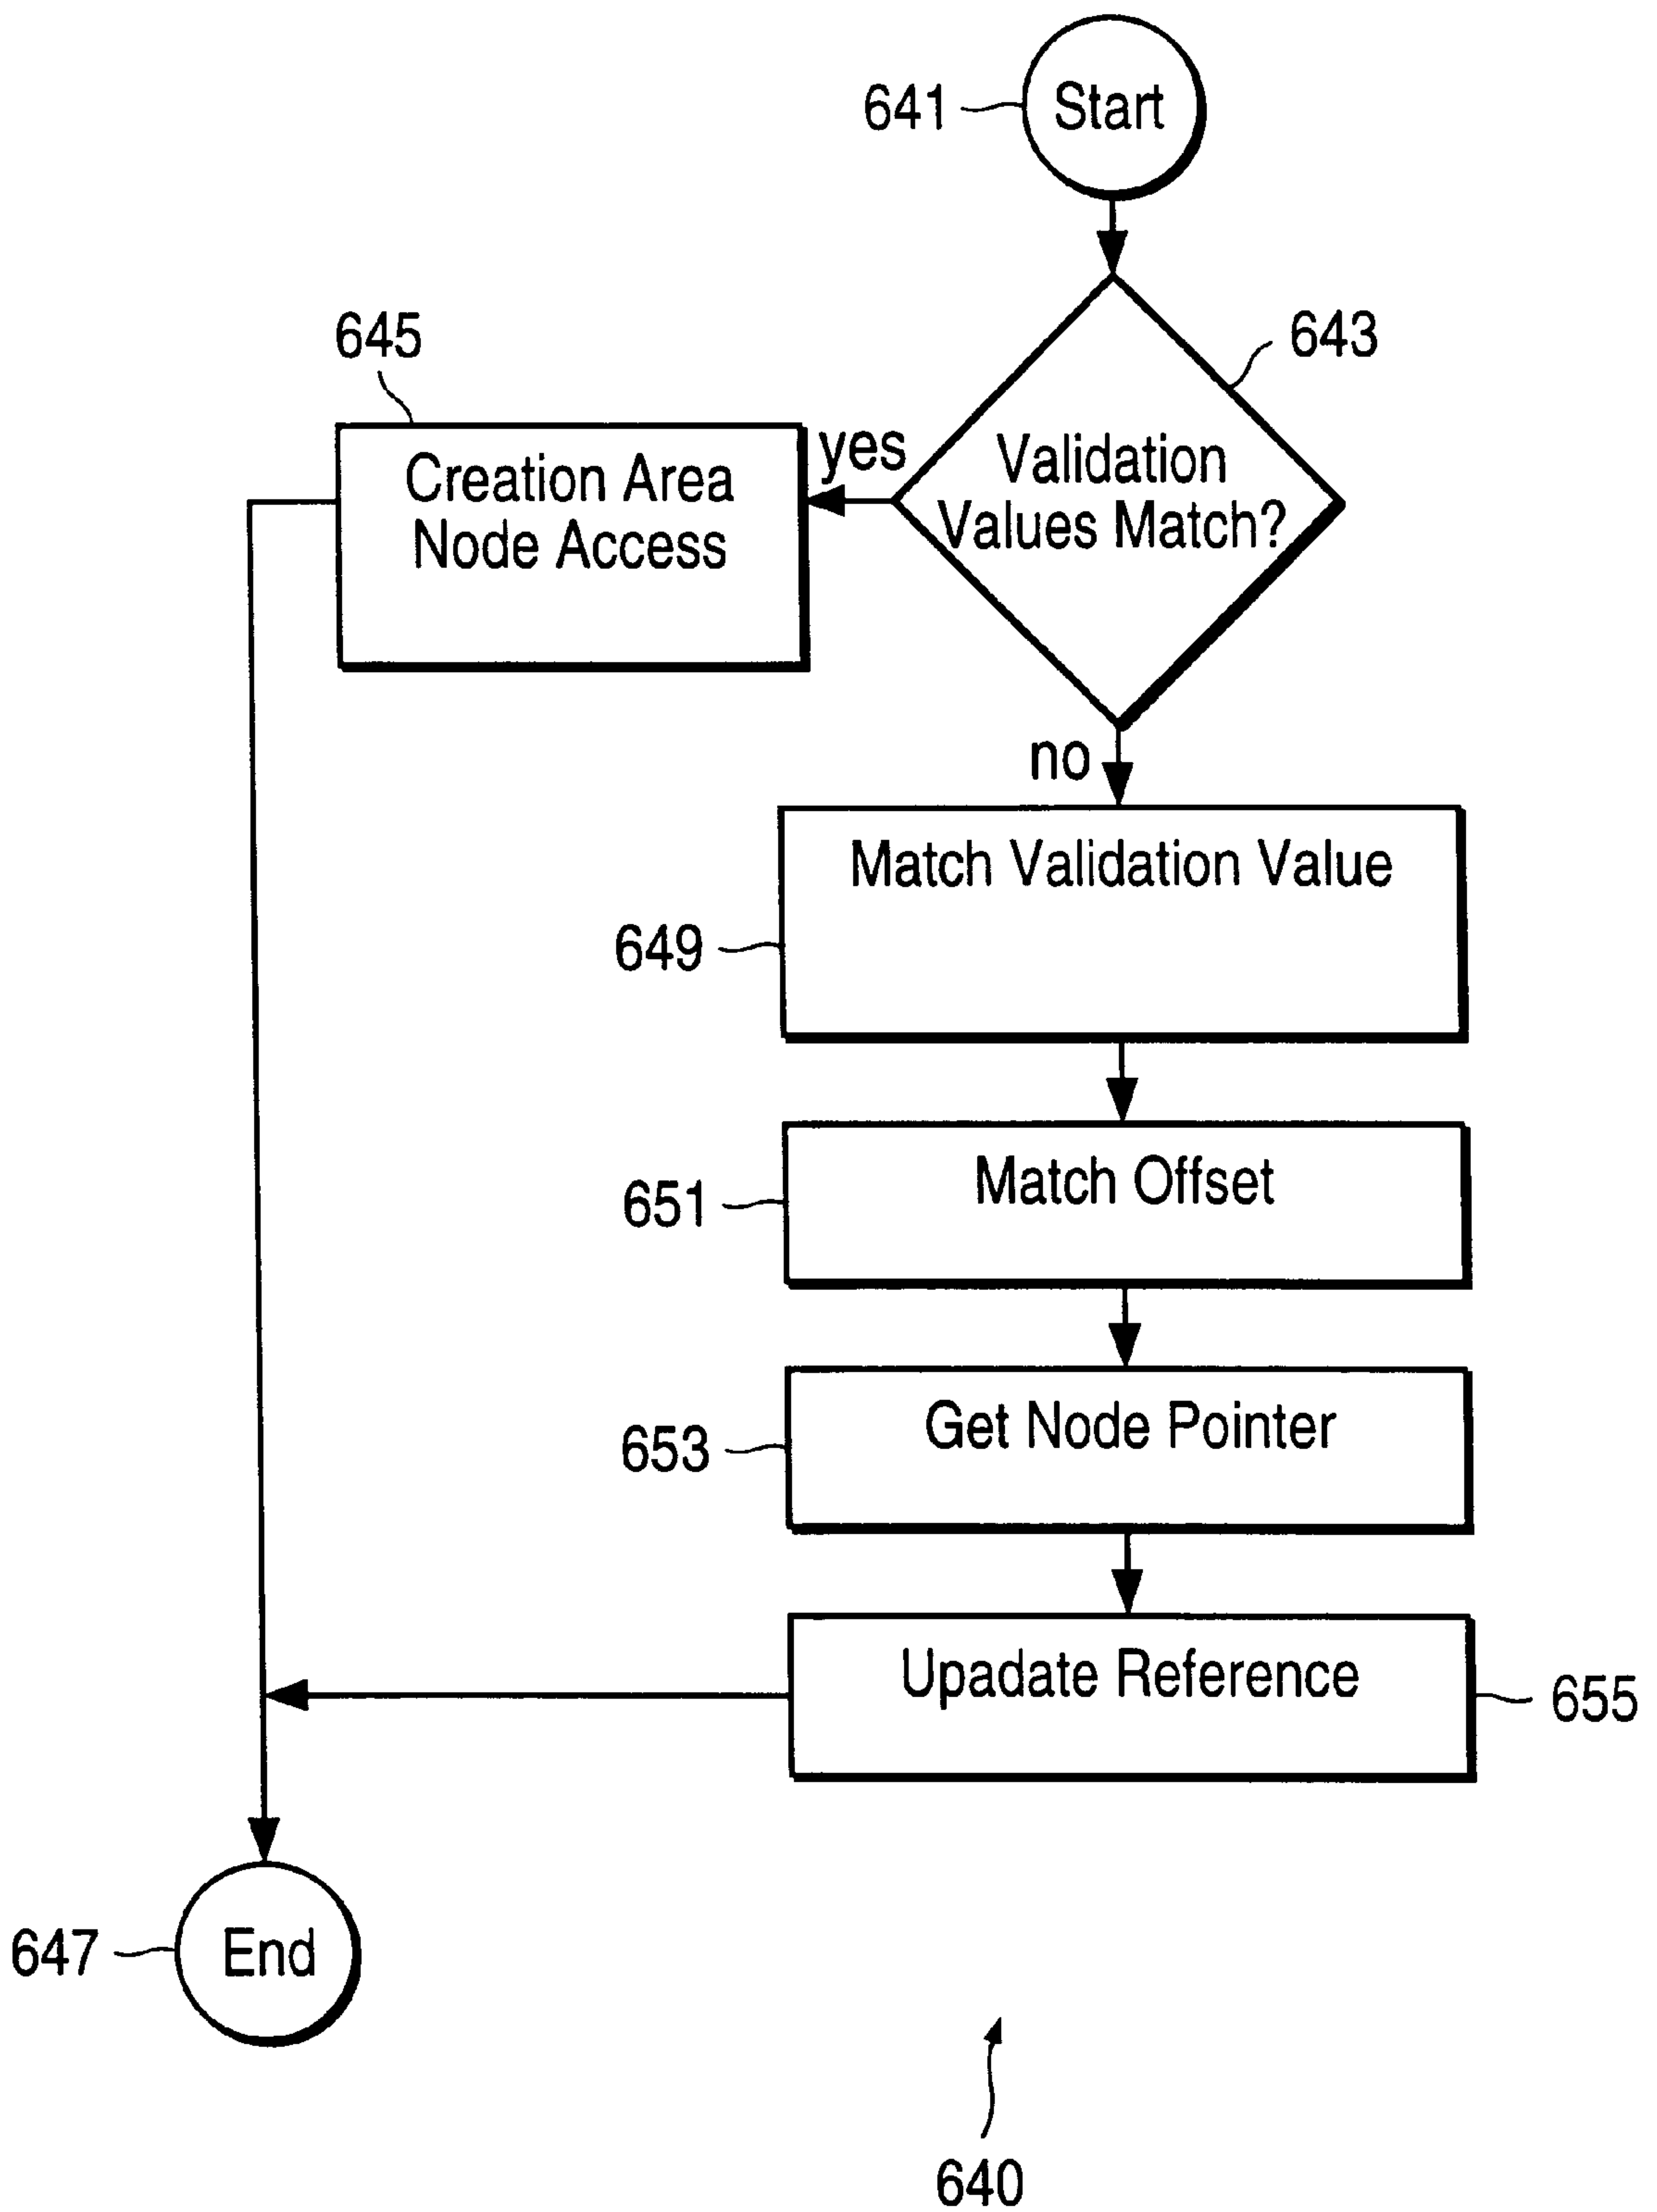 641
Start
645
643
Creation Area
Node Access
yes
Validation
Values Match?
no
Match Validation Value
649
Match Offset
651
Get Node Pointer
653
Upadate Reference
655
647
End
640